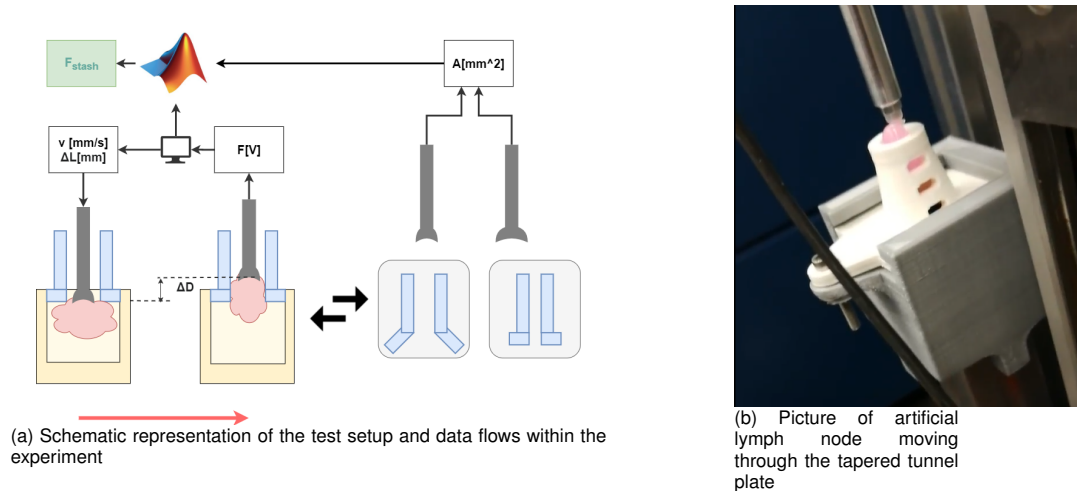 F_stash
A[mm^2]
v [mm/s]
ΔL[mm]
F[V]
ΔD
(a) Schematic representation of the test setup and data flows within the
experiment
(b) Picture of artificial
lymph node moving
through the tapered tunnel
plate